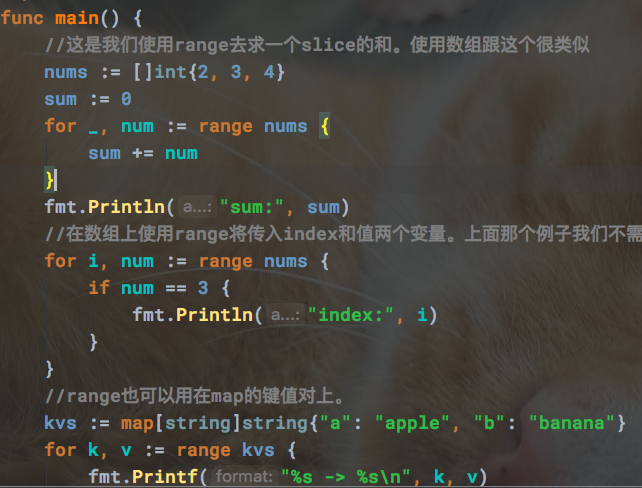 func main() {
//这是我们使用range去求一个slice的和。使用数组跟这个很类似
nums := []int{2, 3, 4}
sum := 0
for _, num := range nums {
sum += num
}
fmt.Println( a...: "sum:", sum)
//在数组上使用range将传入index和值两个变量。上面那个例子我们不需
for i, num := range nums {
if num == 3 {
fmt.Println( a...: "index:", i)
}
}
//range也可以用在map的键值对上。
kvs := map[string]string{"a": "apple", "b": "banana"}
for k, v := range kvs {
fmt.Printf( format: "%s -> %s\n", k, v)